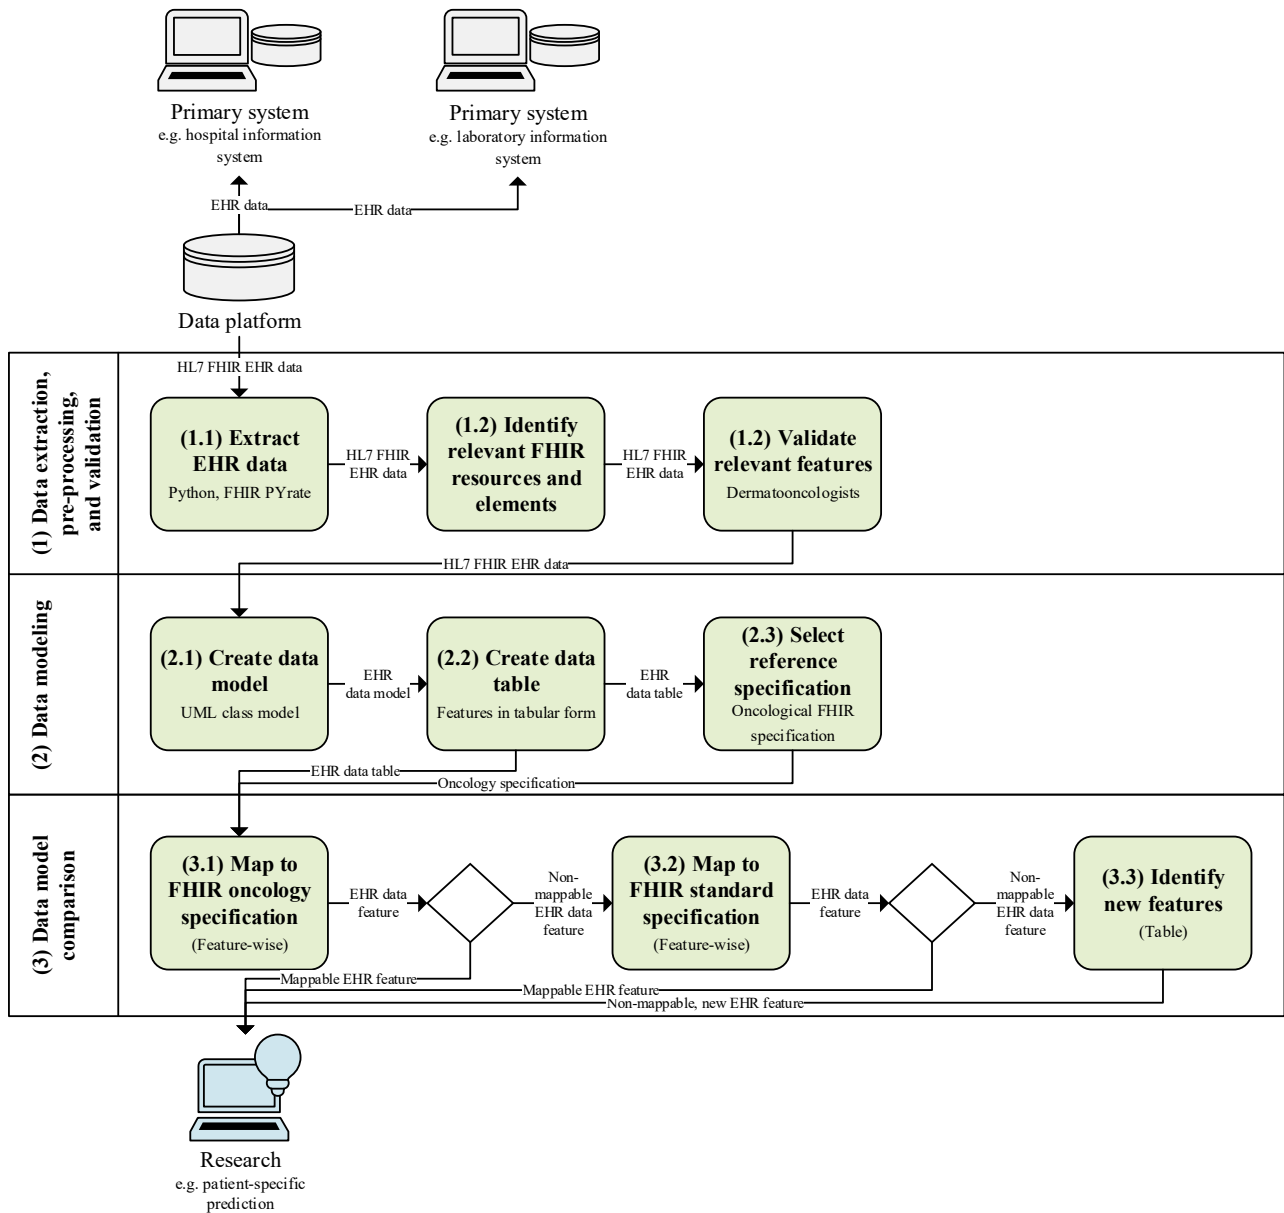 Primary system
e.g. hospital information
system
Primary system
e.g. laboratory information
system
EHR data
EHR data
Data platform
HL7 FHIR EHR data
(1) Data extraction,
pre-processing,
and validation
(1.1) Extract
EHR data
Python, FHIR PYrate
HL7 FHIR
EHR data
(1.2) Identify
relevant FHIR
resources and
elements
HL7 FHIR
EHR data
(1.2) Validate
relevant features
Dermatooncologists
HL7 FHIR EHR data
(2) Data modeling
(2.1) Create data
model
UML class model
EHR
data model
(2.2) Create data
table
Features in tabular form
EHR
data table
(2.3) Select
reference
specification
Oncological FHIR
specification
EHR data table
Oncology specification
(3) Data model
comparison
(3.1) Map to
FHIR oncology
specification
(Feature-wise)
EHR data
feature
Non-
mappable
EHR data
feature
(3.2) Map to
FHIR standard
specification
(Feature-wise)
EHR data
feature
Non-
mappable
EHR data
feature
(3.3) Identify
new features
(Table)
Mappable EHR feature
Mappable EHR feature
Non-mappable, new EHR feature
Research
e.g. patient-specific
prediction